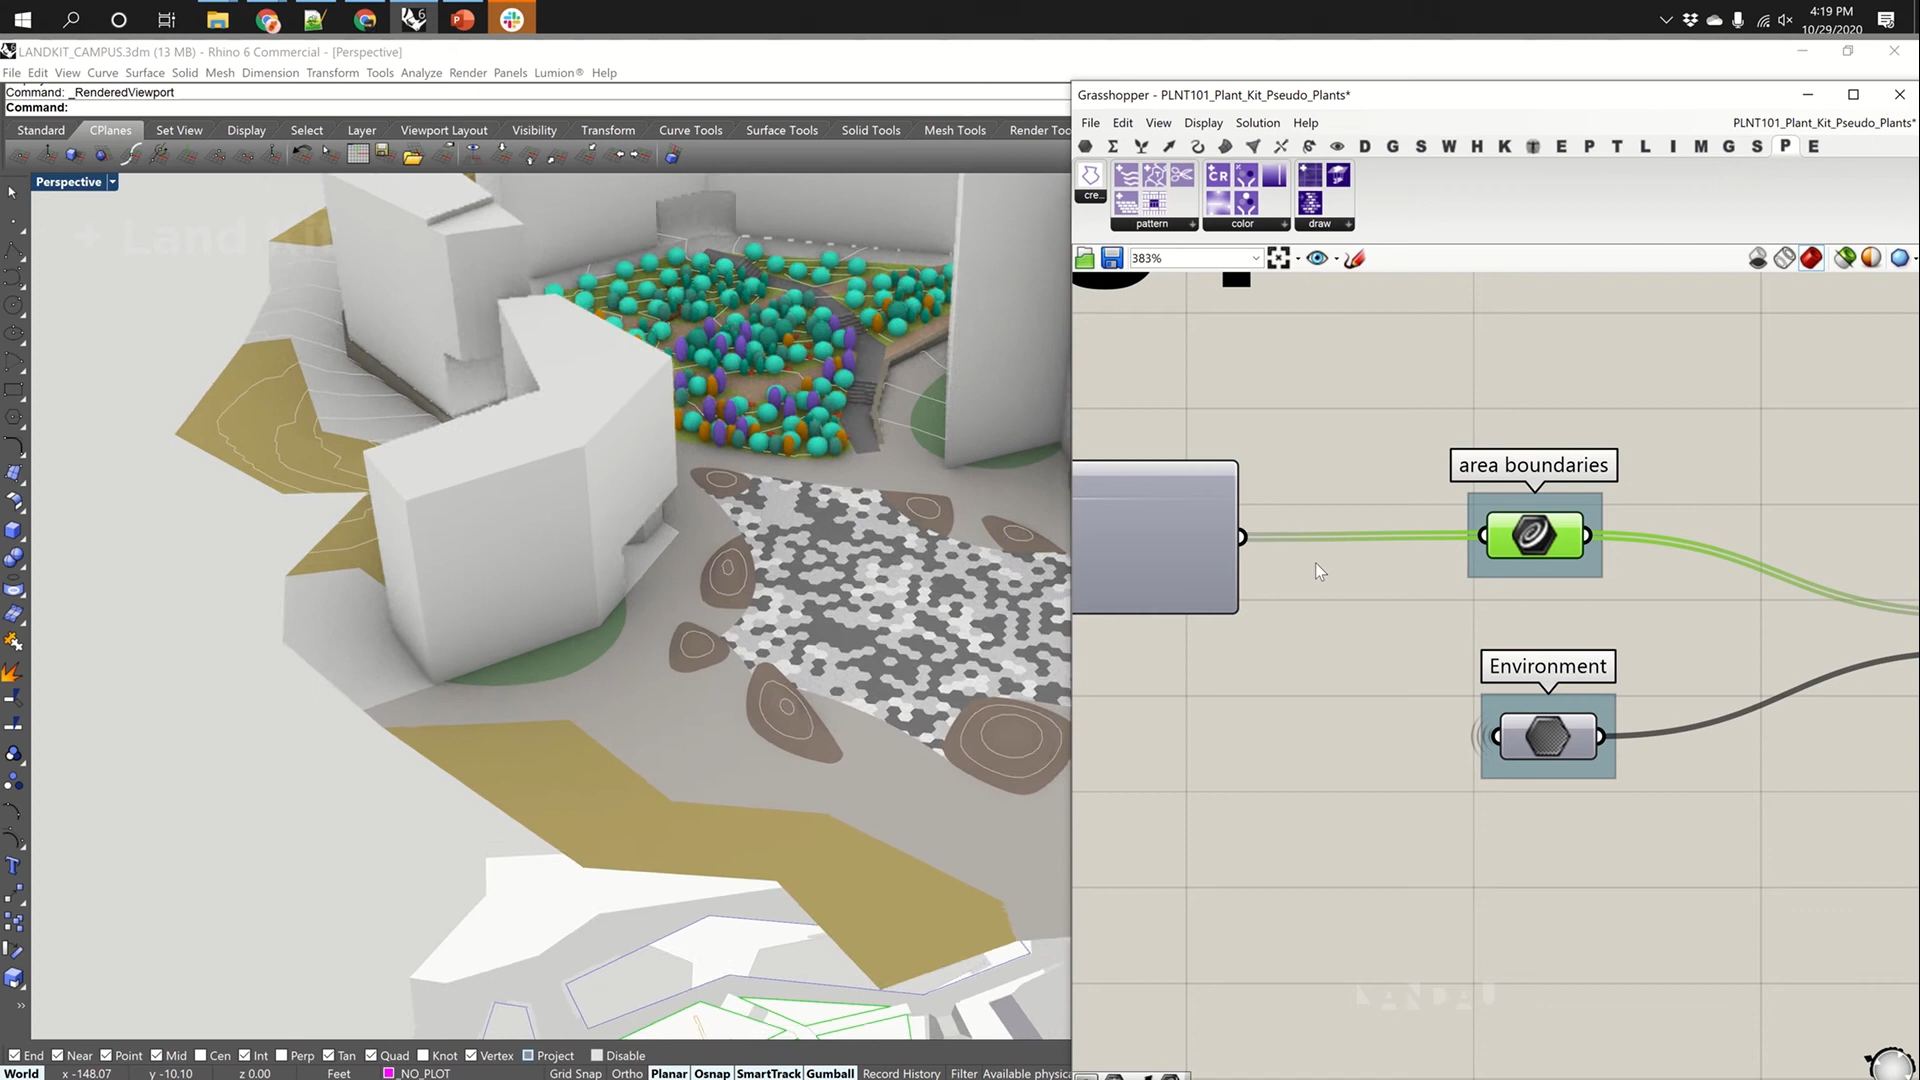 4:19 PM
10/29/2020
LANDKIT_CAMPUS.3dm (13 MB) - Rhino 6 Commercial - [Perspective]
File Edit View Curve Surface Solid Mesh Dimension Transform Tools Analyze Render Panels Lumion® Help
Command: _RenderedViewport
Command:
Standard CPlanes Set View Display Select Layer Viewport Layout Visibility Transform Curve Tools Surface Tools Solid Tools Mesh Tools Render Too
Perspective
+ Land
Grasshopper - PLNT101_Plant_Kit_Pseudo_Plants*
File Edit View Display Solution Help
PLNT101_Plant_Kit_Pseudo_Plants*
D G S W H K E P T L I M G S P E
CR
cre...
pattern
color
draw
383%
area boundaries
Environment
End Near Point Mid Cen Int Perp Tan Quad Knot Vertex Project Disable
World x -148.07 y -10.10 z 0.00 Feet _NO_PLOT Grid Snap Ortho Planar Osnap SmartTrack Gumball Record History Filter Available physica